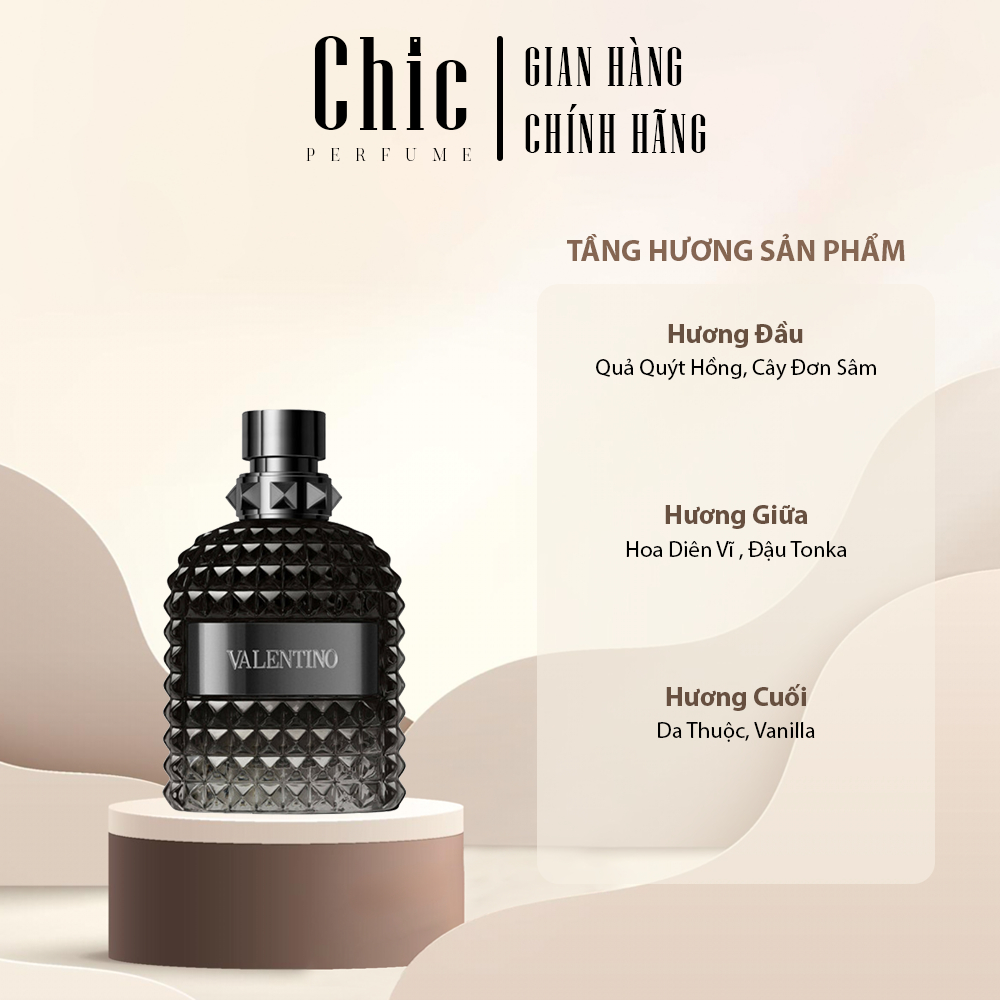 Chic
PERFUME
GIAN HÀNG
CHÍNH HÃNG
TẦNG HƯƠNG SẢN PHẨM
Hương Đầu
Quả Quýt Hồng, Cây Đơn Sâm
Hương Giữa
Hoa Diên Vĩ , Đậu Tonka
Hương Cuối
Da Thuộc, Vanilla
VALENTINO